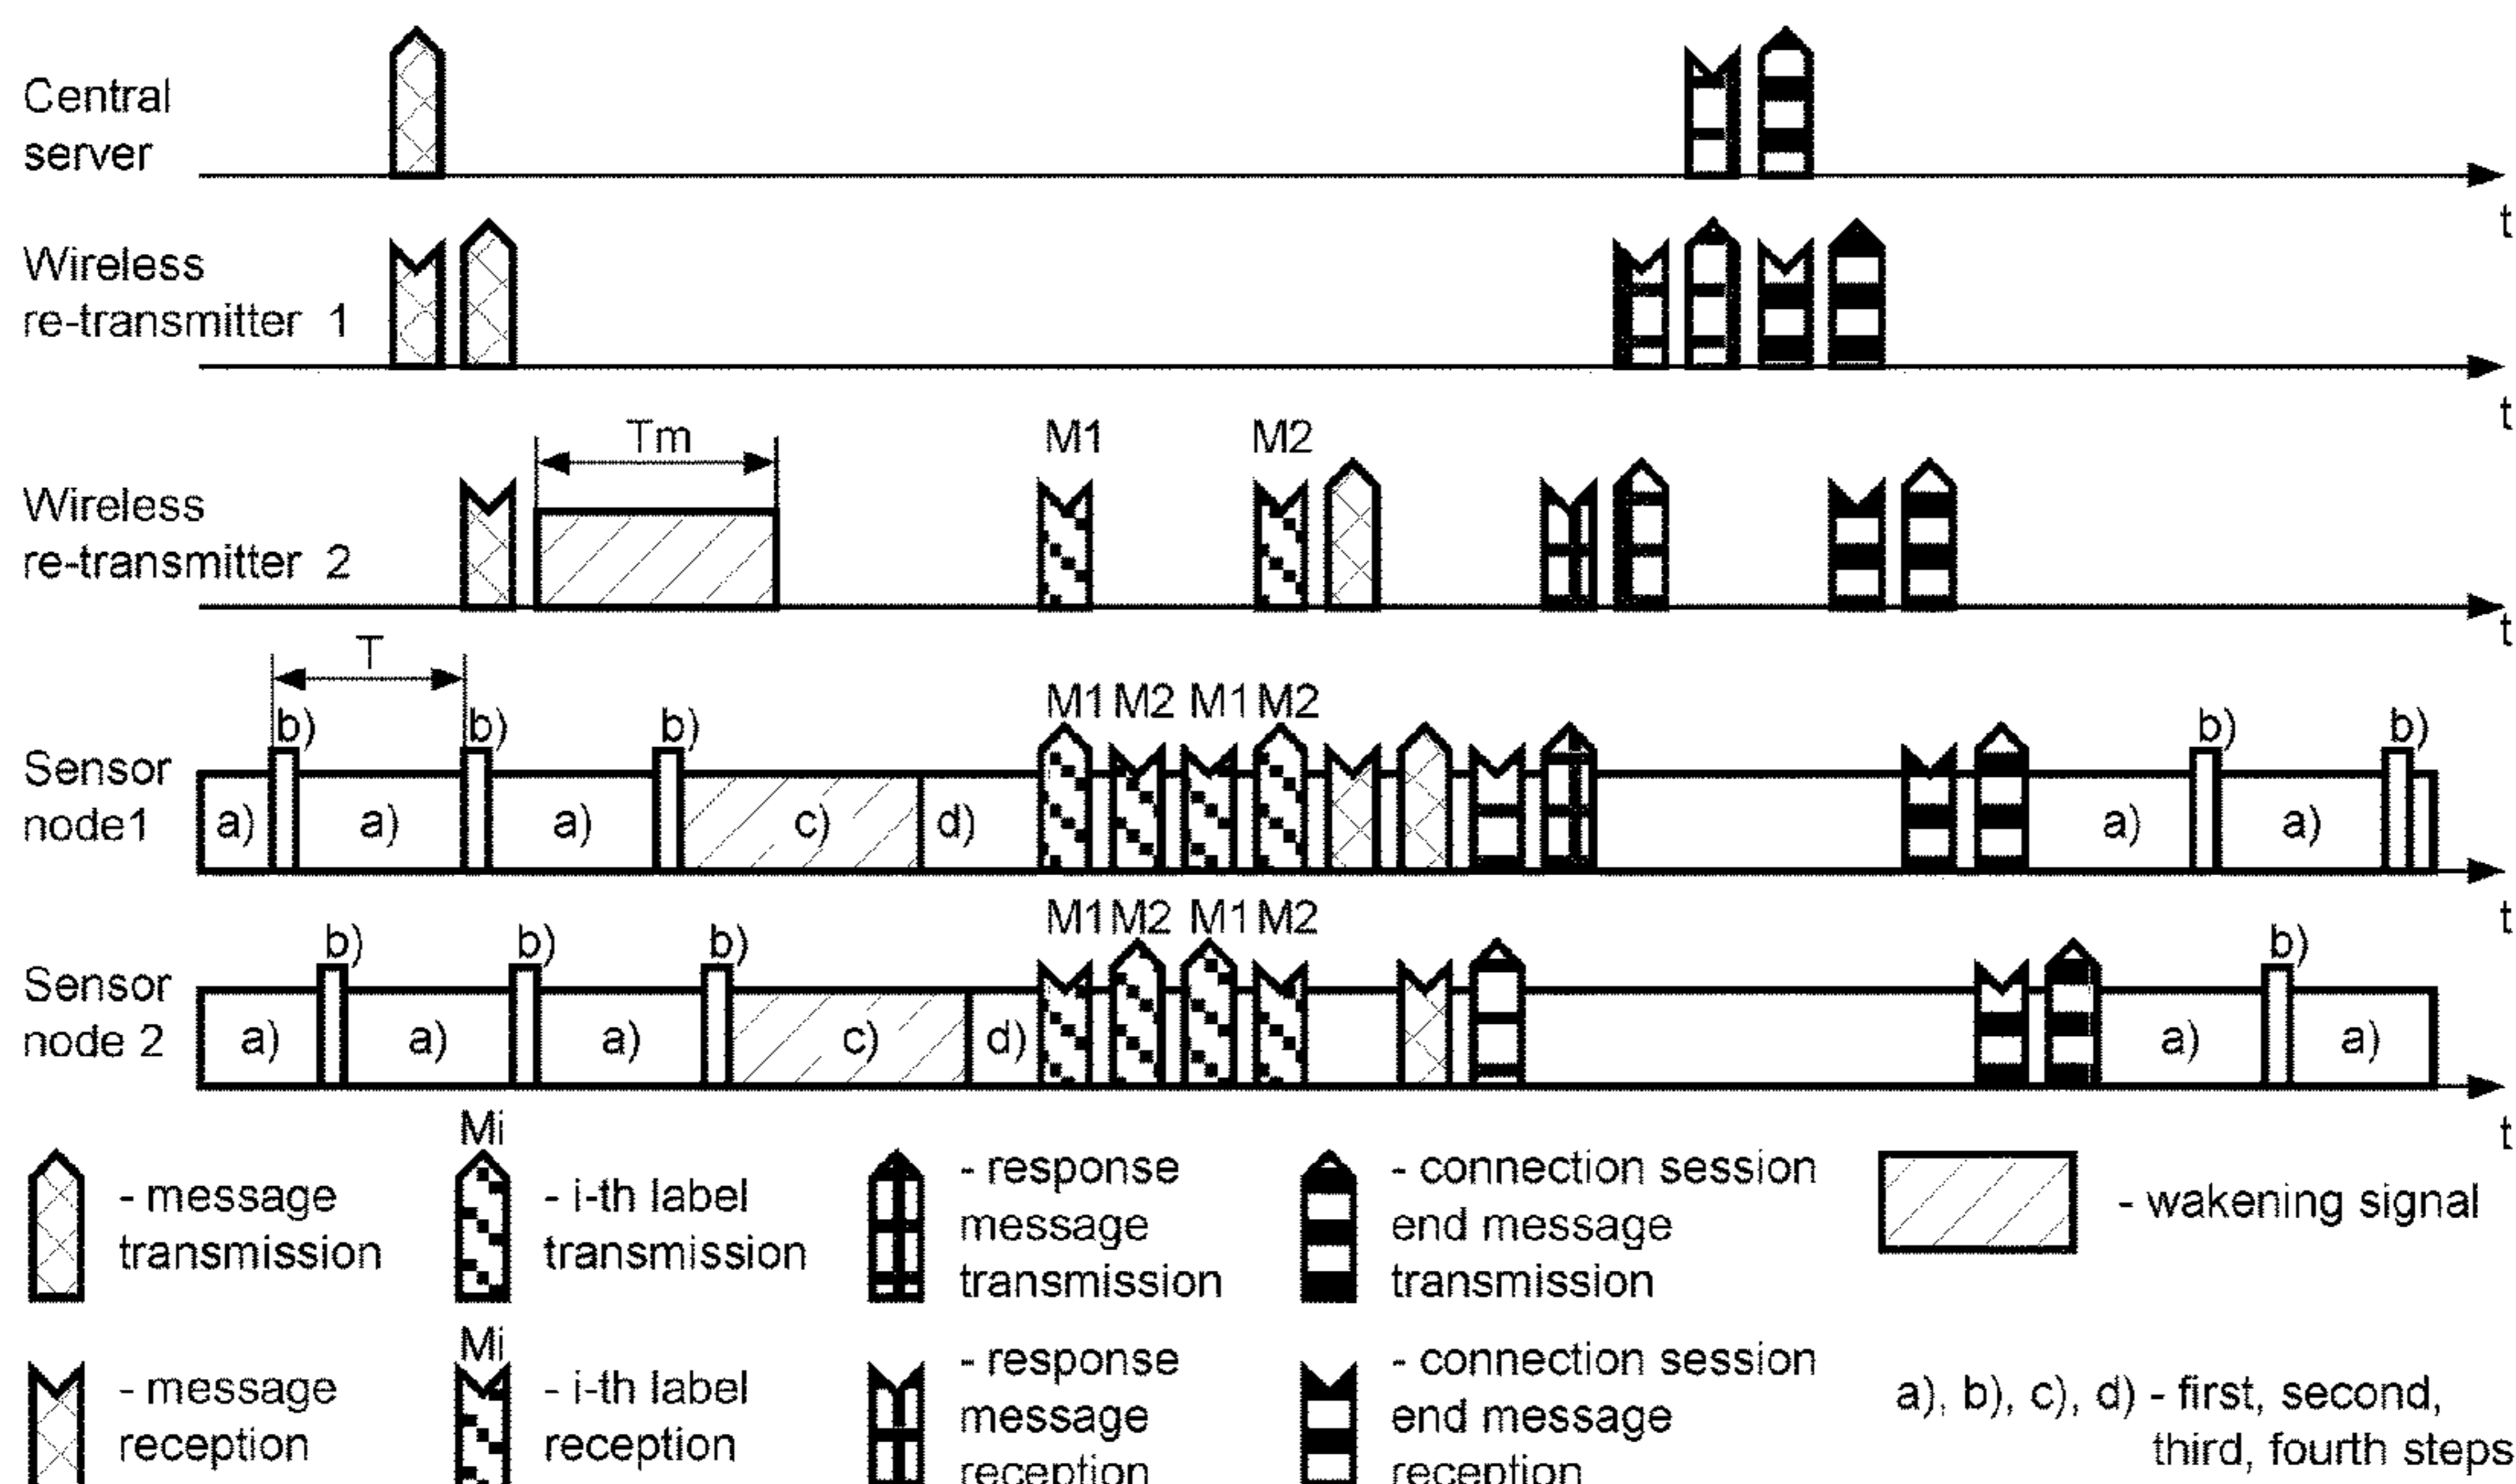 Central
server
t
Wireless
re-transmitter 1
t
Tm
M1 M2
Wireless
re-transmitter 2
t
T
M1 M2 M1 M2
b) b) b) b) b)
Sensor
node1
a) a) a) c) d) a) a)
t
M1 M2 M1 M2
b) b) b) b)
Sensor
node 2
a) a) a) c) d) a) a)
t
Mi
- message
transmission
- i-th label
transmission
- response
message
transmission
- connection session
end message
transmission
- wakening signal
Mi
- message
reception
- i-th label
reception
- response
message
reception
- connection session
end message
reception
a), b), c), d) - first, second,
third, fourth steps